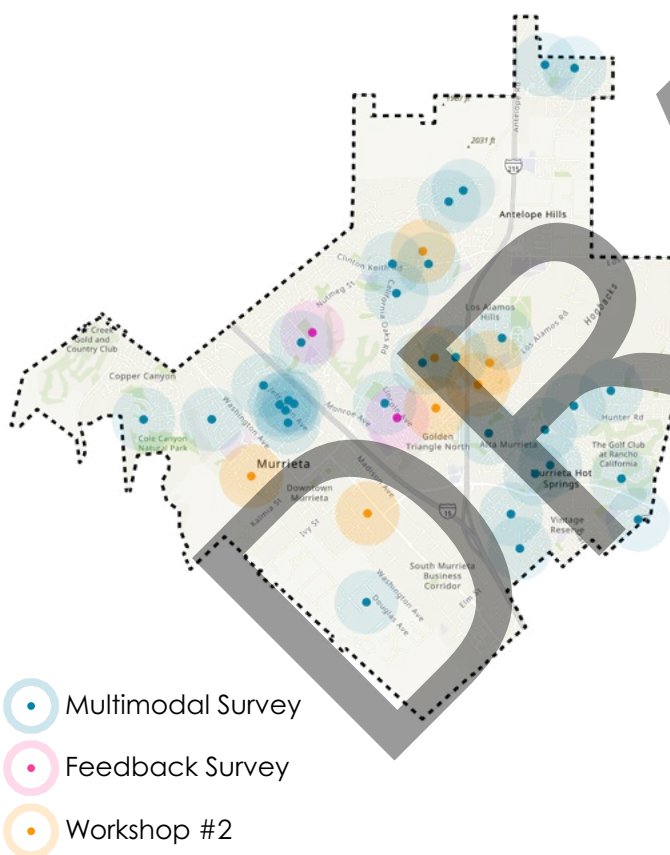 2031 ft
Antelope Rd
215
Antelope Hills
Clinton Keith Rd
Nutmeg St
California Oaks Rd
Los Alamos
Hills
Los Alamos Rd
Hogbacks
Gold and
Country Club
Copper Canyon
Washington Ave
Monroe Ave
Cole Canyon
Natural Park
Murrieta
Downtown
Murrieta
Kalmia St
Ivy St
Madison Ave
Golden
Triangle North
Alta Murrieta
Hunter Rd
The Golf Club
at Rancho
California
Murrieta Hot
Springs
Vintage
Reserve
15
South Murrieta
Business
Corridor
Elm St
Washington Ave
Douglas Ave
Multimodal Survey
Feedback Survey
Workshop #2